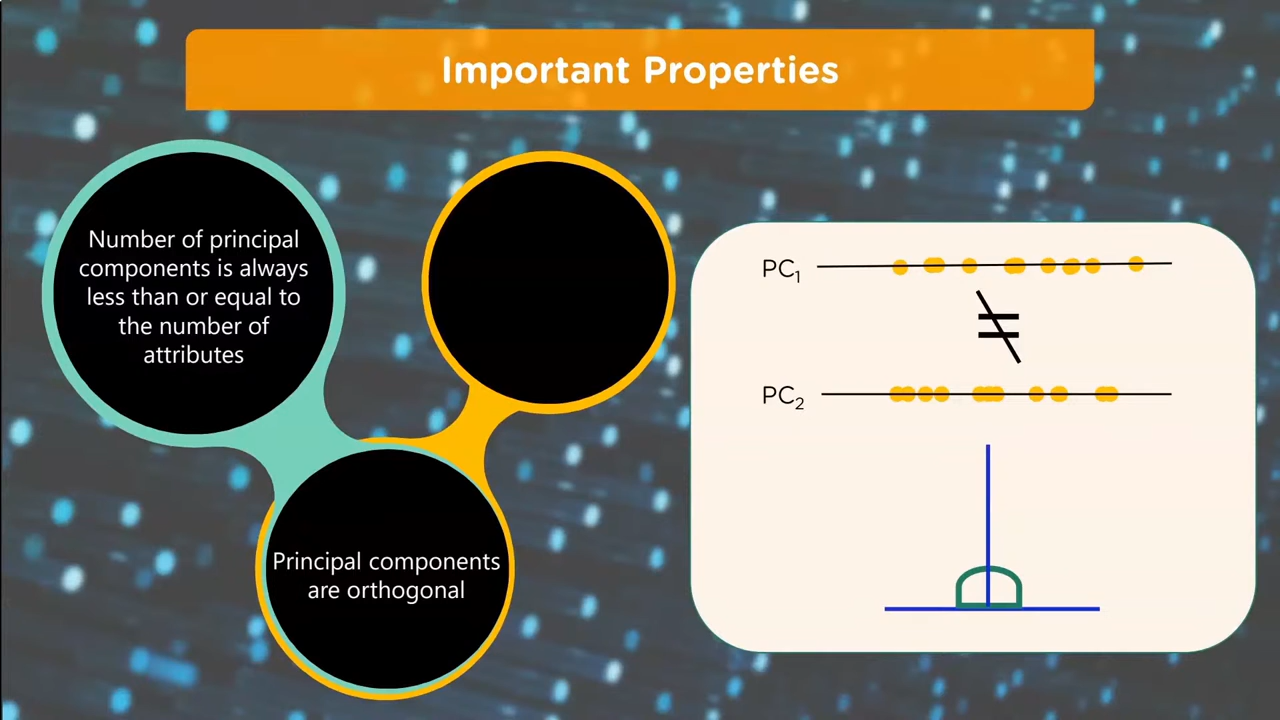 Important Properties
Number of principal
components is always
less than or equal to
the number of
attributes
Principal components
are orthogonal
PC₁
≠
PC₂